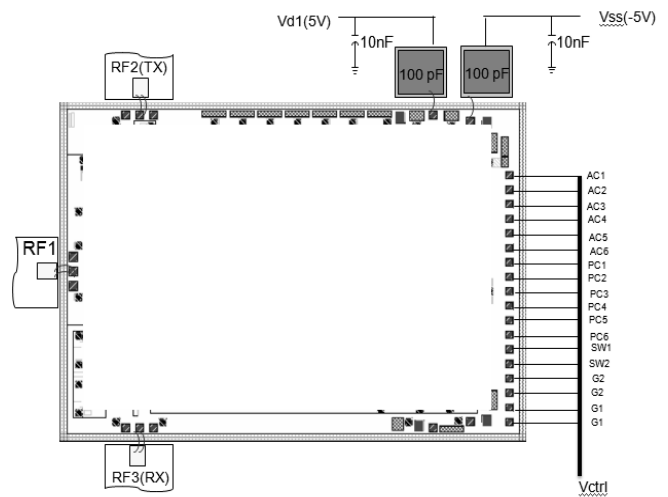 Vd1(5V)
Vss(-5V)
10nF
10nF
100 pF
100 pF
RF2(TX)
RF1
RF3(RX)
AC1
AC2
AC3
AC4
AC5
AC6
PC1
PC2
PC3
PC4
PC5
PC6
SW1
SW2
G2
G2
G1
G1
Vctrl